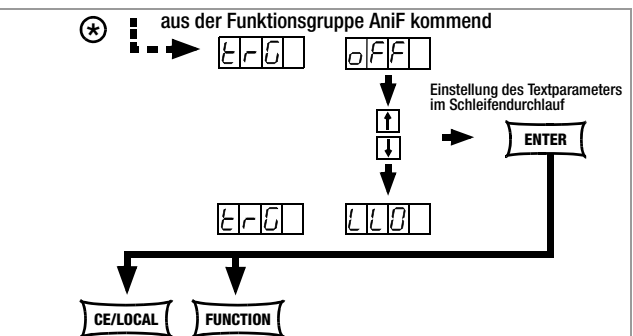 aus der Funktionsgruppe AniF kommend
trG oFF
Einstellung des Textparameters
im Schleifendurchlauf
ENTER
trG LLO
CE/LOCAL FUNCTION